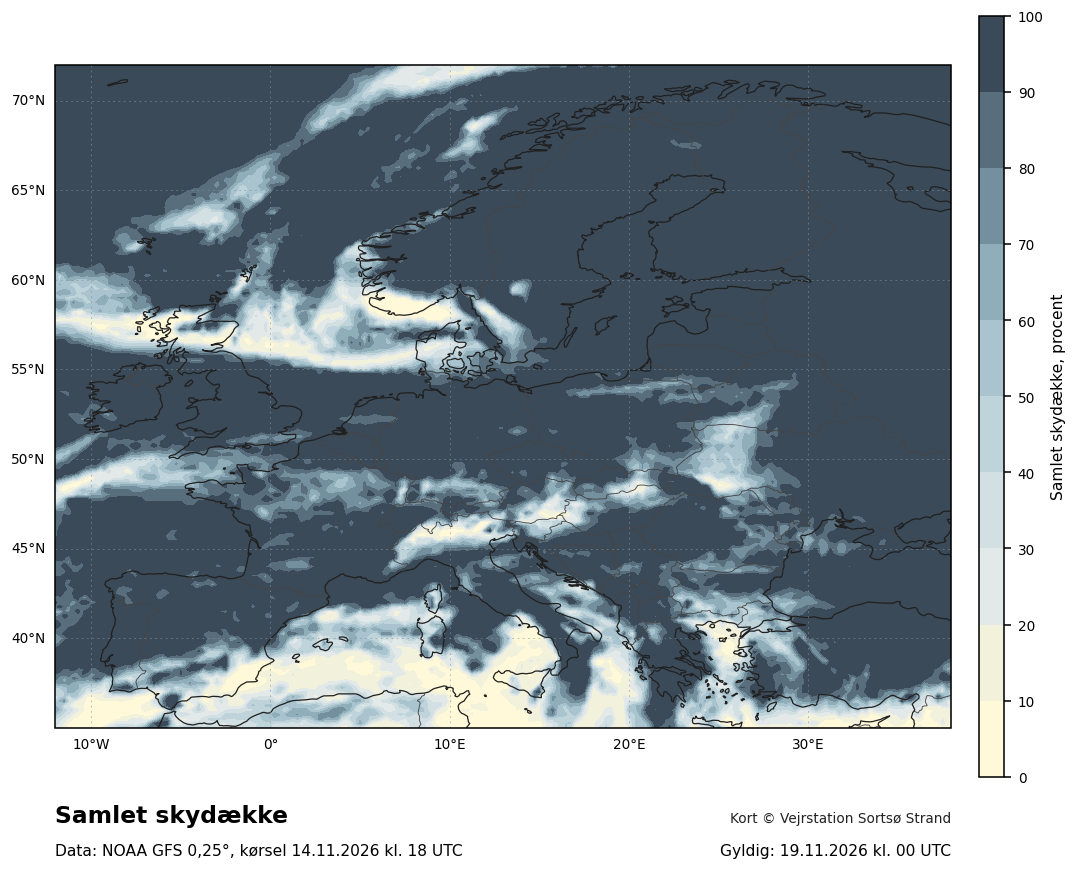 100
90
80
70
60
50
40
30
20
10
0
Samlet skydække, procent
70°N
65°N
60°N
55°N
50°N
45°N
40°N
10°W
0°
10°E
20°E
30°E
Samlet skydække
Kort © Vejrstation Sortsø Strand
Data: NOAA GFS 0,25°, kørsel 14.11.2026 kl. 18 UTC
Gyldig: 19.11.2026 kl. 00 UTC